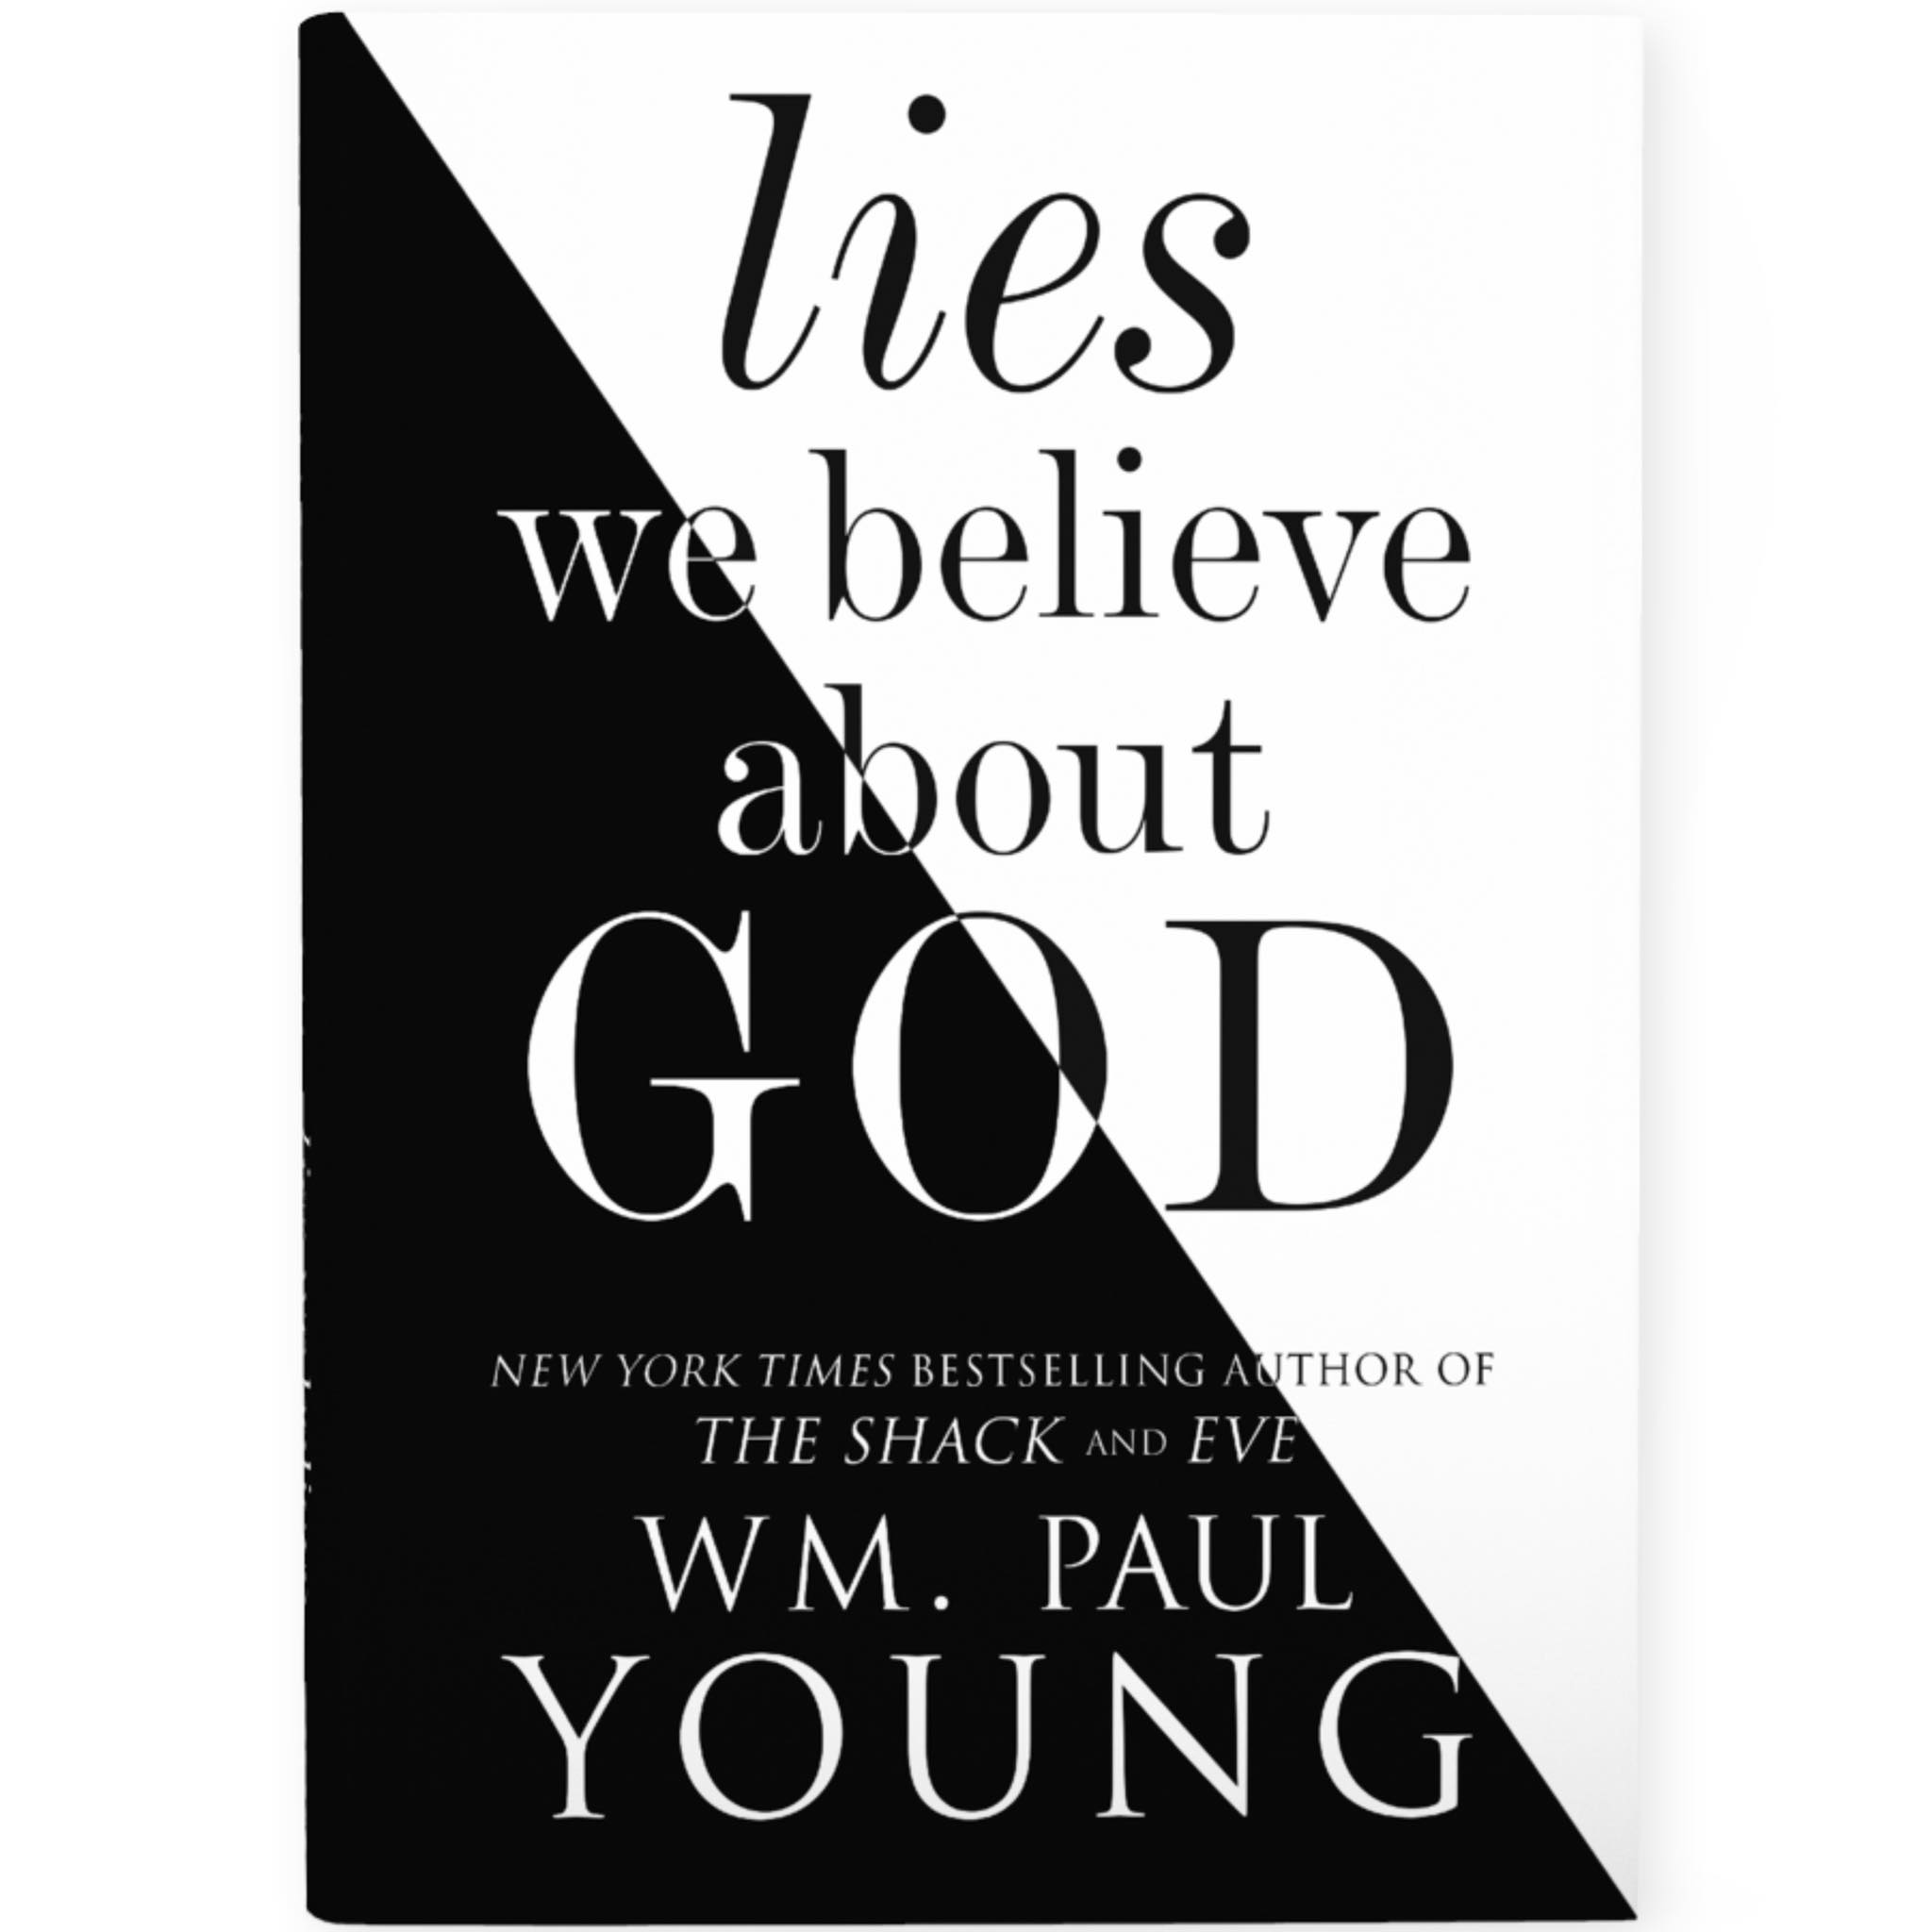 lies
we believe
about
GOD
NEW YORK TIMES BESTSELLING AUTHOR OF
THE SHACK AND EVE
WM. PAUL
YOUNG